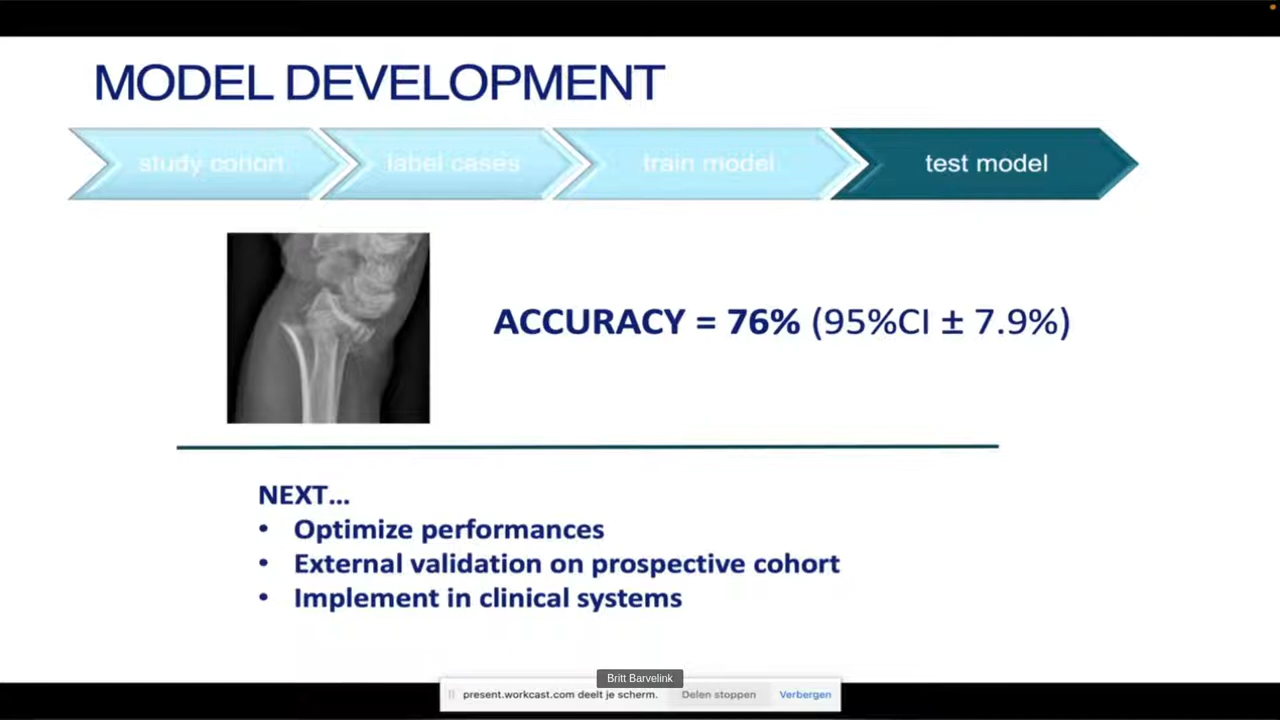 MODEL DEVELOPMENT
study cohort
label cases
train model
test model
ACCURACY = 76% (95%CI ± 7.9%)
NEXT...
• Optimize performances
• External validation on prospective cohort
• Implement in clinical systems
Britt Barvelink
present.workcast.com deelt je scherm. Delen stoppen Verbergen